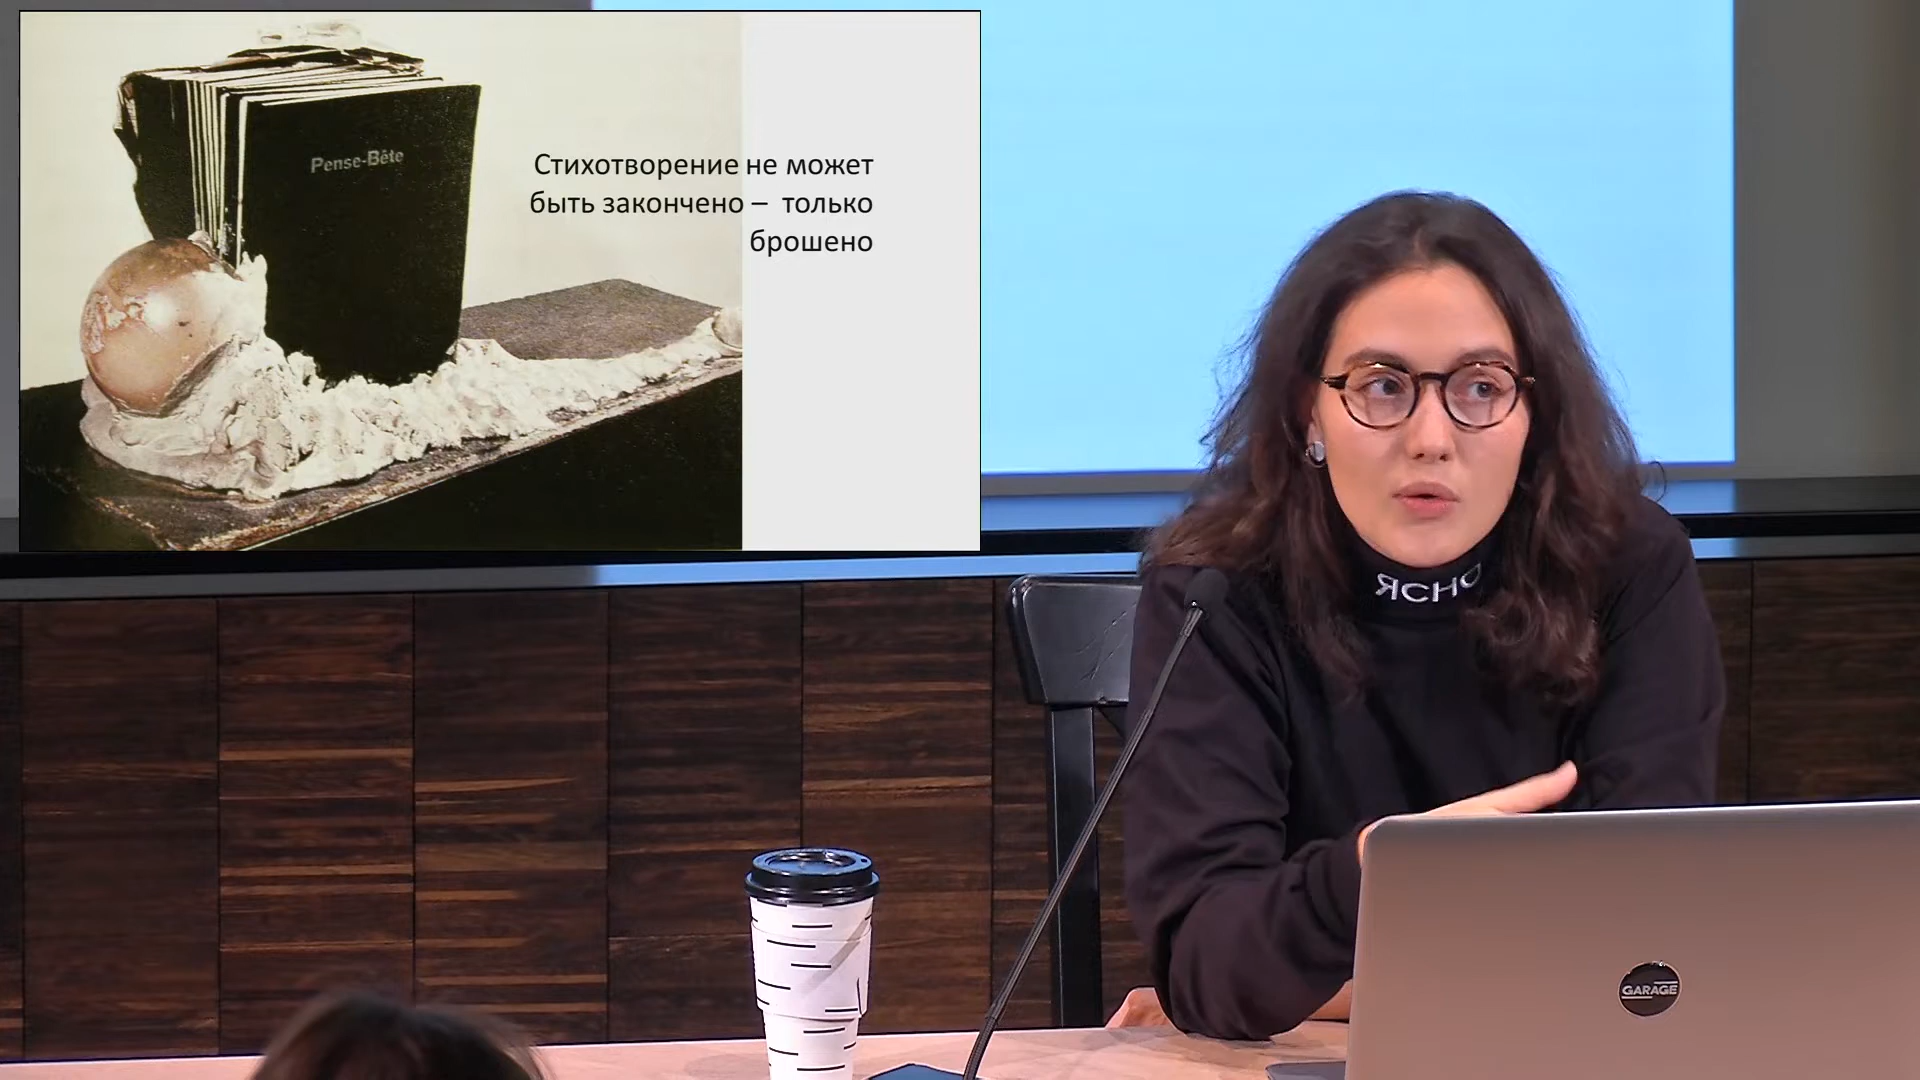 Pense-Bête
Стихотворение не может
быть закончено – только
брошено
ЯСНО
GARAGE